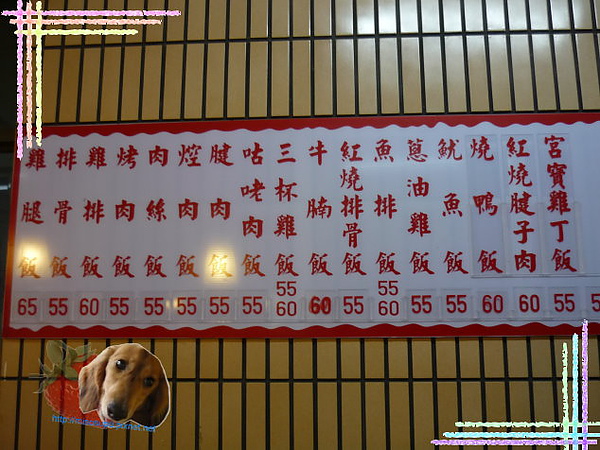 雞腿飯 65
排骨飯 55
雞排飯 60
烤肉飯 55
肉絲飯 55
焢肉飯 55
腱肉飯 55
咕咾肉飯 55
三杯雞飯 55 60
牛腩飯 60
紅燒排骨飯 55
魚排飯 55 60
蔥油雞飯 55
魷魚飯 55
燒鴨飯 60
紅燒腱子肉 60
宮寶雞丁飯 55